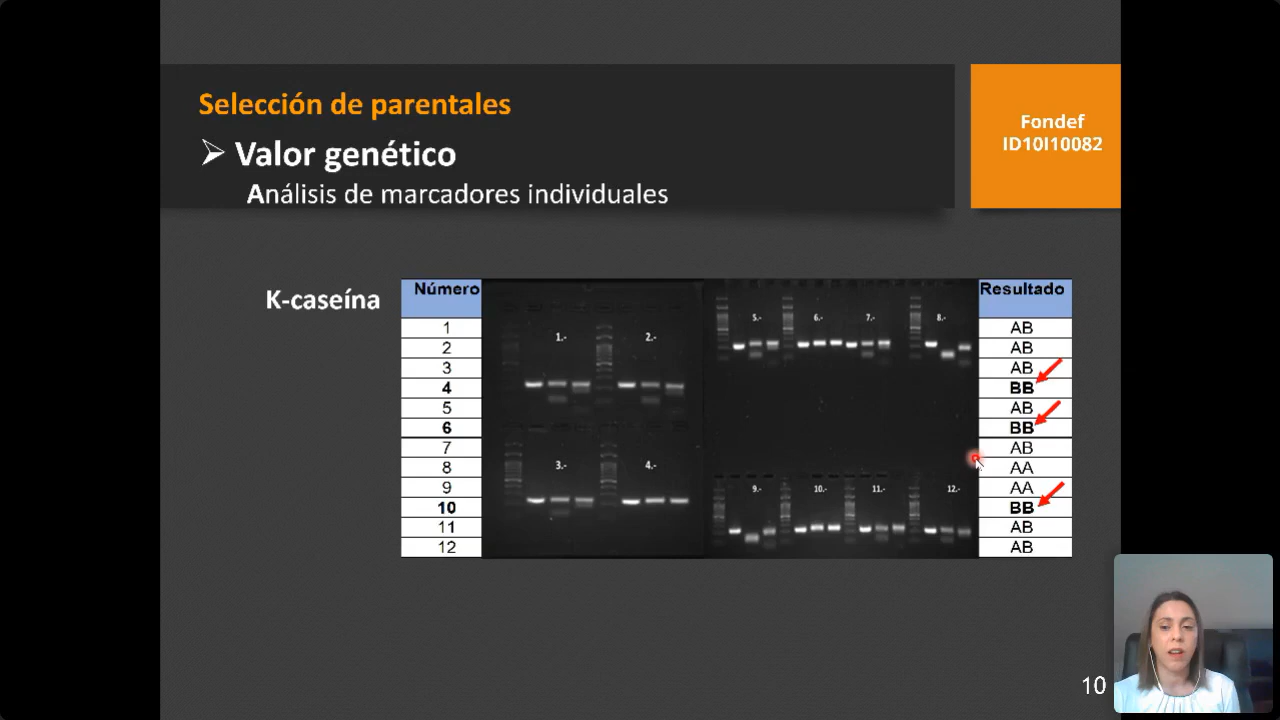 Selección de parentales
➢ Valor genético
Análisis de marcadores individuales
Fondef
ID10I10082
K-caseína
Número
Resultado
1 AB
2 AB
3 AB
4 BB
5 AB
6 BB
7 AB
8 AA
9 AA
10 BB
11 AB
12 AB
1.- 2.-
3.- 4.-
5.- 6.- 7.- 8.-
9.- 10.- 11.- 12.-
10